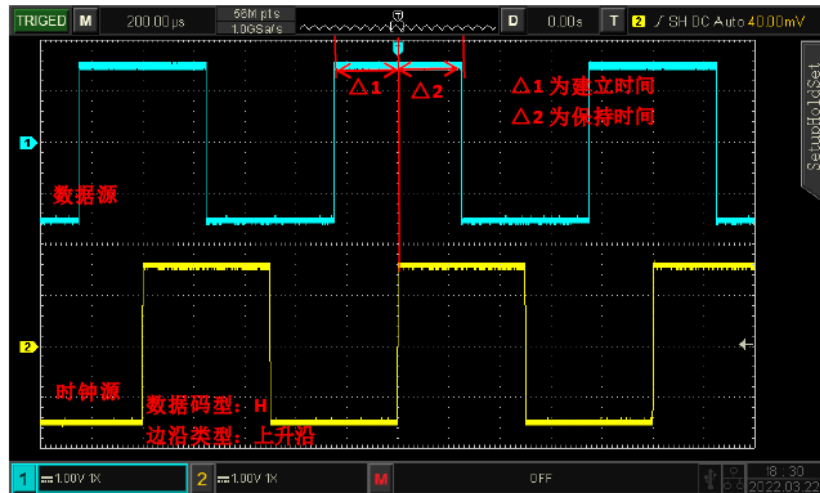 TRIGED M 200.00μs 56M pts 1.0GSa/s T D 0.00s T 2 SH DC Auto 40.00mV
T
△1 △2
△1 为建立时间
△2 为保持时间
SetupHoldSet
1
数据源
2
时钟源
数据码型：H
边沿类型：上升沿
1 1.00V 1X 2 1.00V 1X M OFF 18:30
2022.03.22